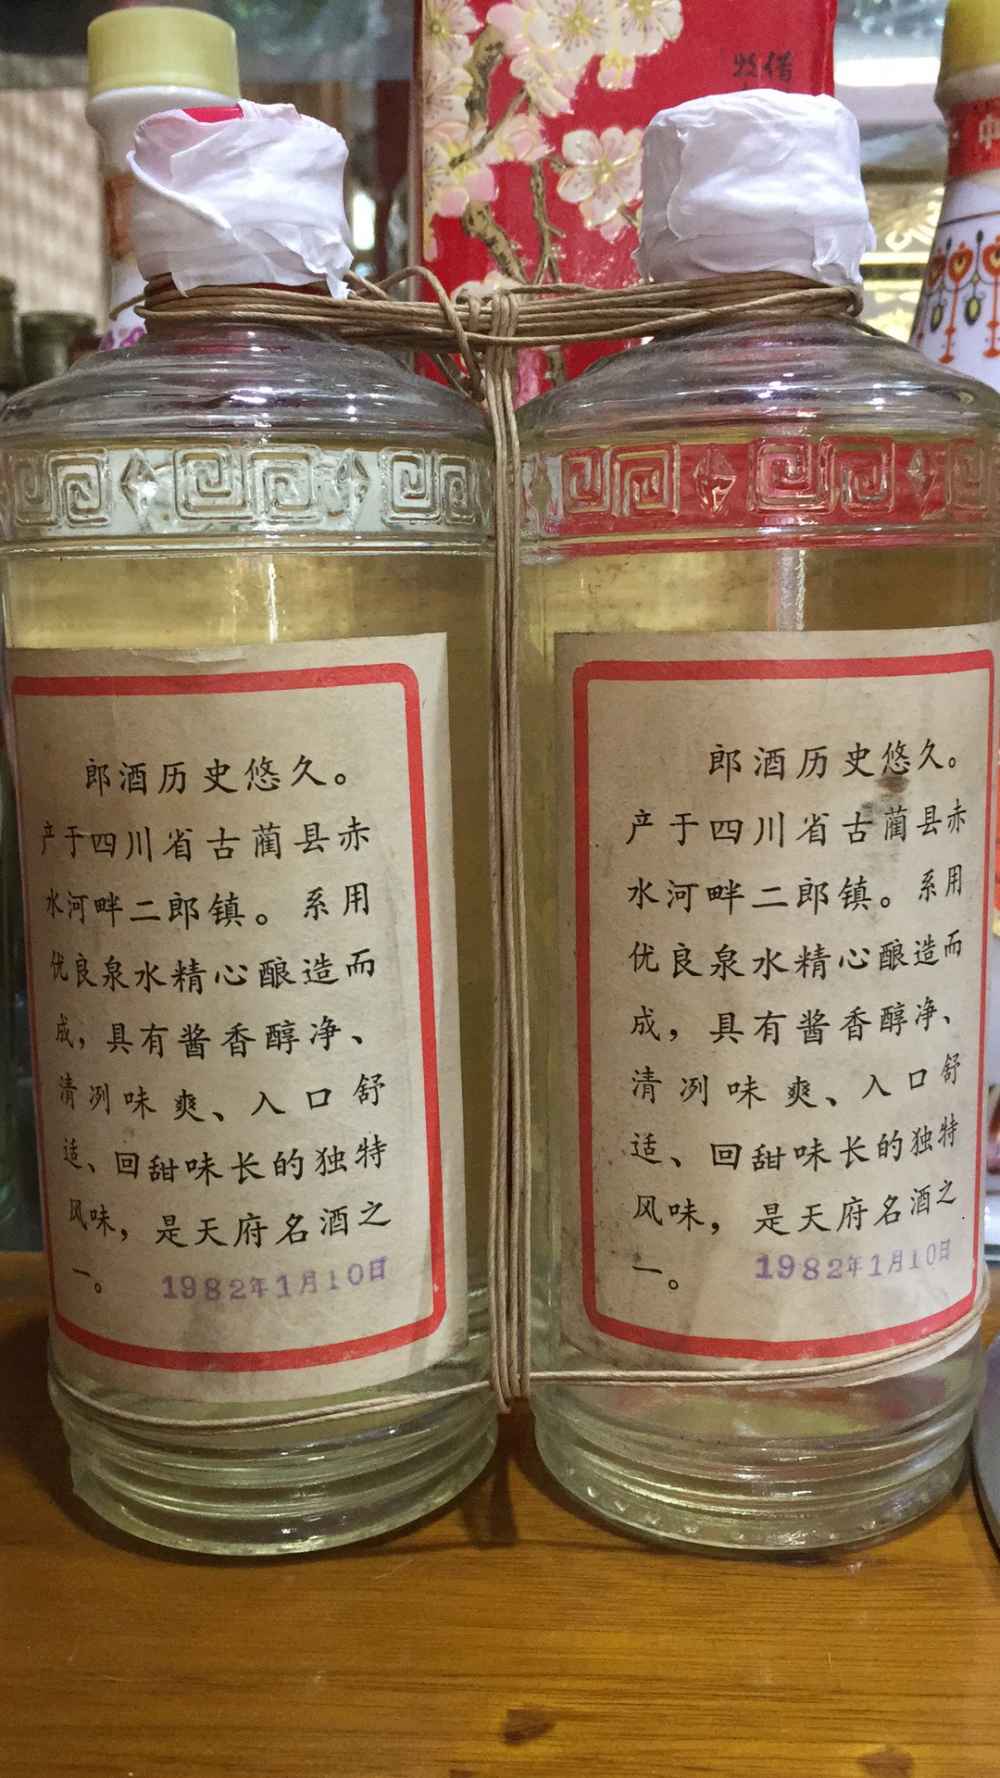 郎酒历史悠久。
产于四川省古蔺县赤
水河畔二郎镇。系用
优良泉水精心酿造而
成，具有酱香醇净、
清冽味爽、入口舒
适、回甜味长的独特
风味，是天府名酒之
一。 1982年1月10日
郎酒历史悠久。
产于四川省古蔺县赤
水河畔二郎镇。系用
优良泉水精心酿造而
成，具有酱香醇净、
清冽味爽、入口舒
适、回甜味长的独特
风味，是天府名酒之
一。 1982年1月10日
中